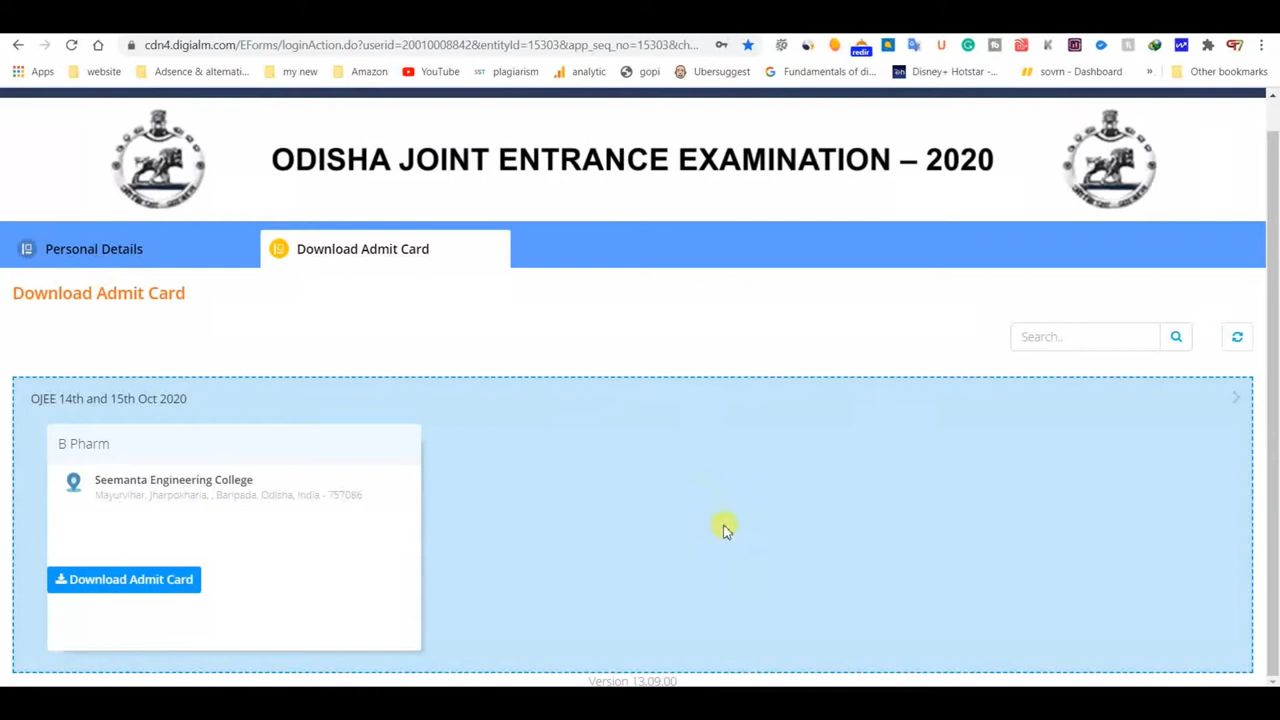 cdn4.digialm.com/EForms/loginAction.do?userid=20010008842&entityId=15303&app_seq_no=15303&ch...
redir
Apps website Adsence & alternati... my new Amazon YouTube SST plagiarism analytic gopi Ubersuggest Fundamentals of di... Disney+ Hotstar -... sovrn - Dashboard » Other bookmarks
ODISHA JOINT ENTRANCE EXAMINATION – 2020
Personal Details Download Admit Card
Download Admit Card
Search..
OJEE 14th and 15th Oct 2020
B Pharm
Seemanta Engineering College
Mayurvihar, Jharpokharia, , Baripada, Odisha, India - 757086
Download Admit Card
Version 13.09.00